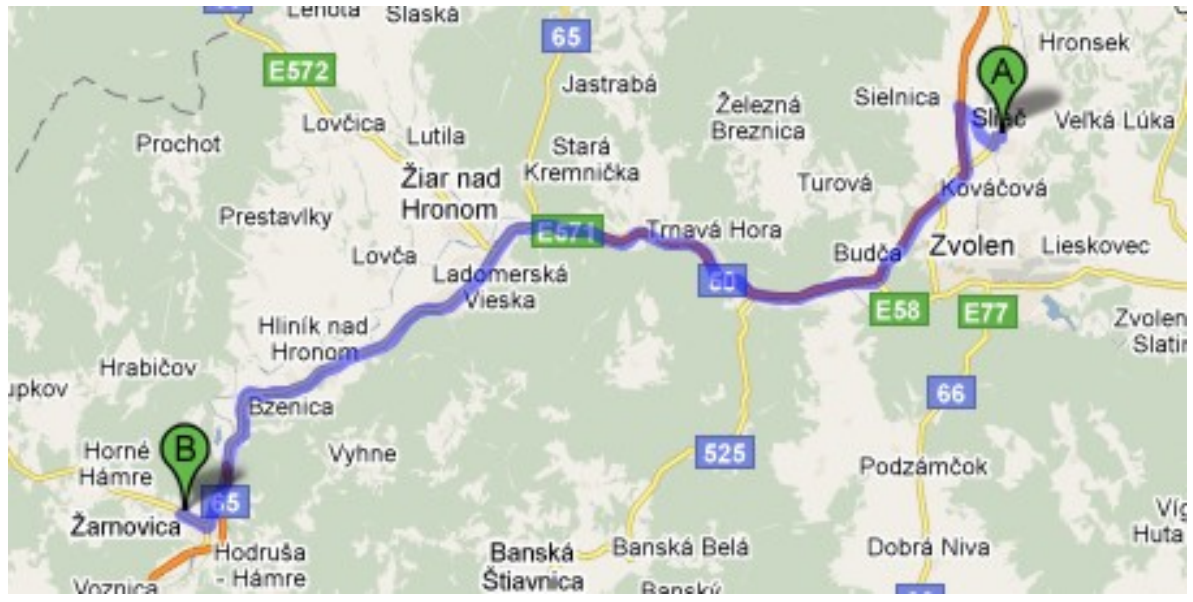 Lehota
Slaská
65
Hronsek
E572
Jastrabá
A
Sielnica
Železná
Breznica
Sliač
Veľká Lúka
Lovčica
Lutila
Prochot
Stará
Kremnička
Žiar nad
Hronom
Turová
Kováčová
Prestavlky
E571
Trnavá Hora
Lovča
Budča
Zvolen
Lieskovec
Ladomerská
Vieska
E58
E77
Hliník nad
Hronom
Zvolen
Slatin
Hrabičov
upkov
66
Bzenica
B
Horné
Hámre
Vyhne
525
Podzámčok
65
Žarnovica
Víg
Huta
Hodruša
- Hámre
Banská
Štiavnica
Banská Belá
Dobrá Niva
Voznica
Banský